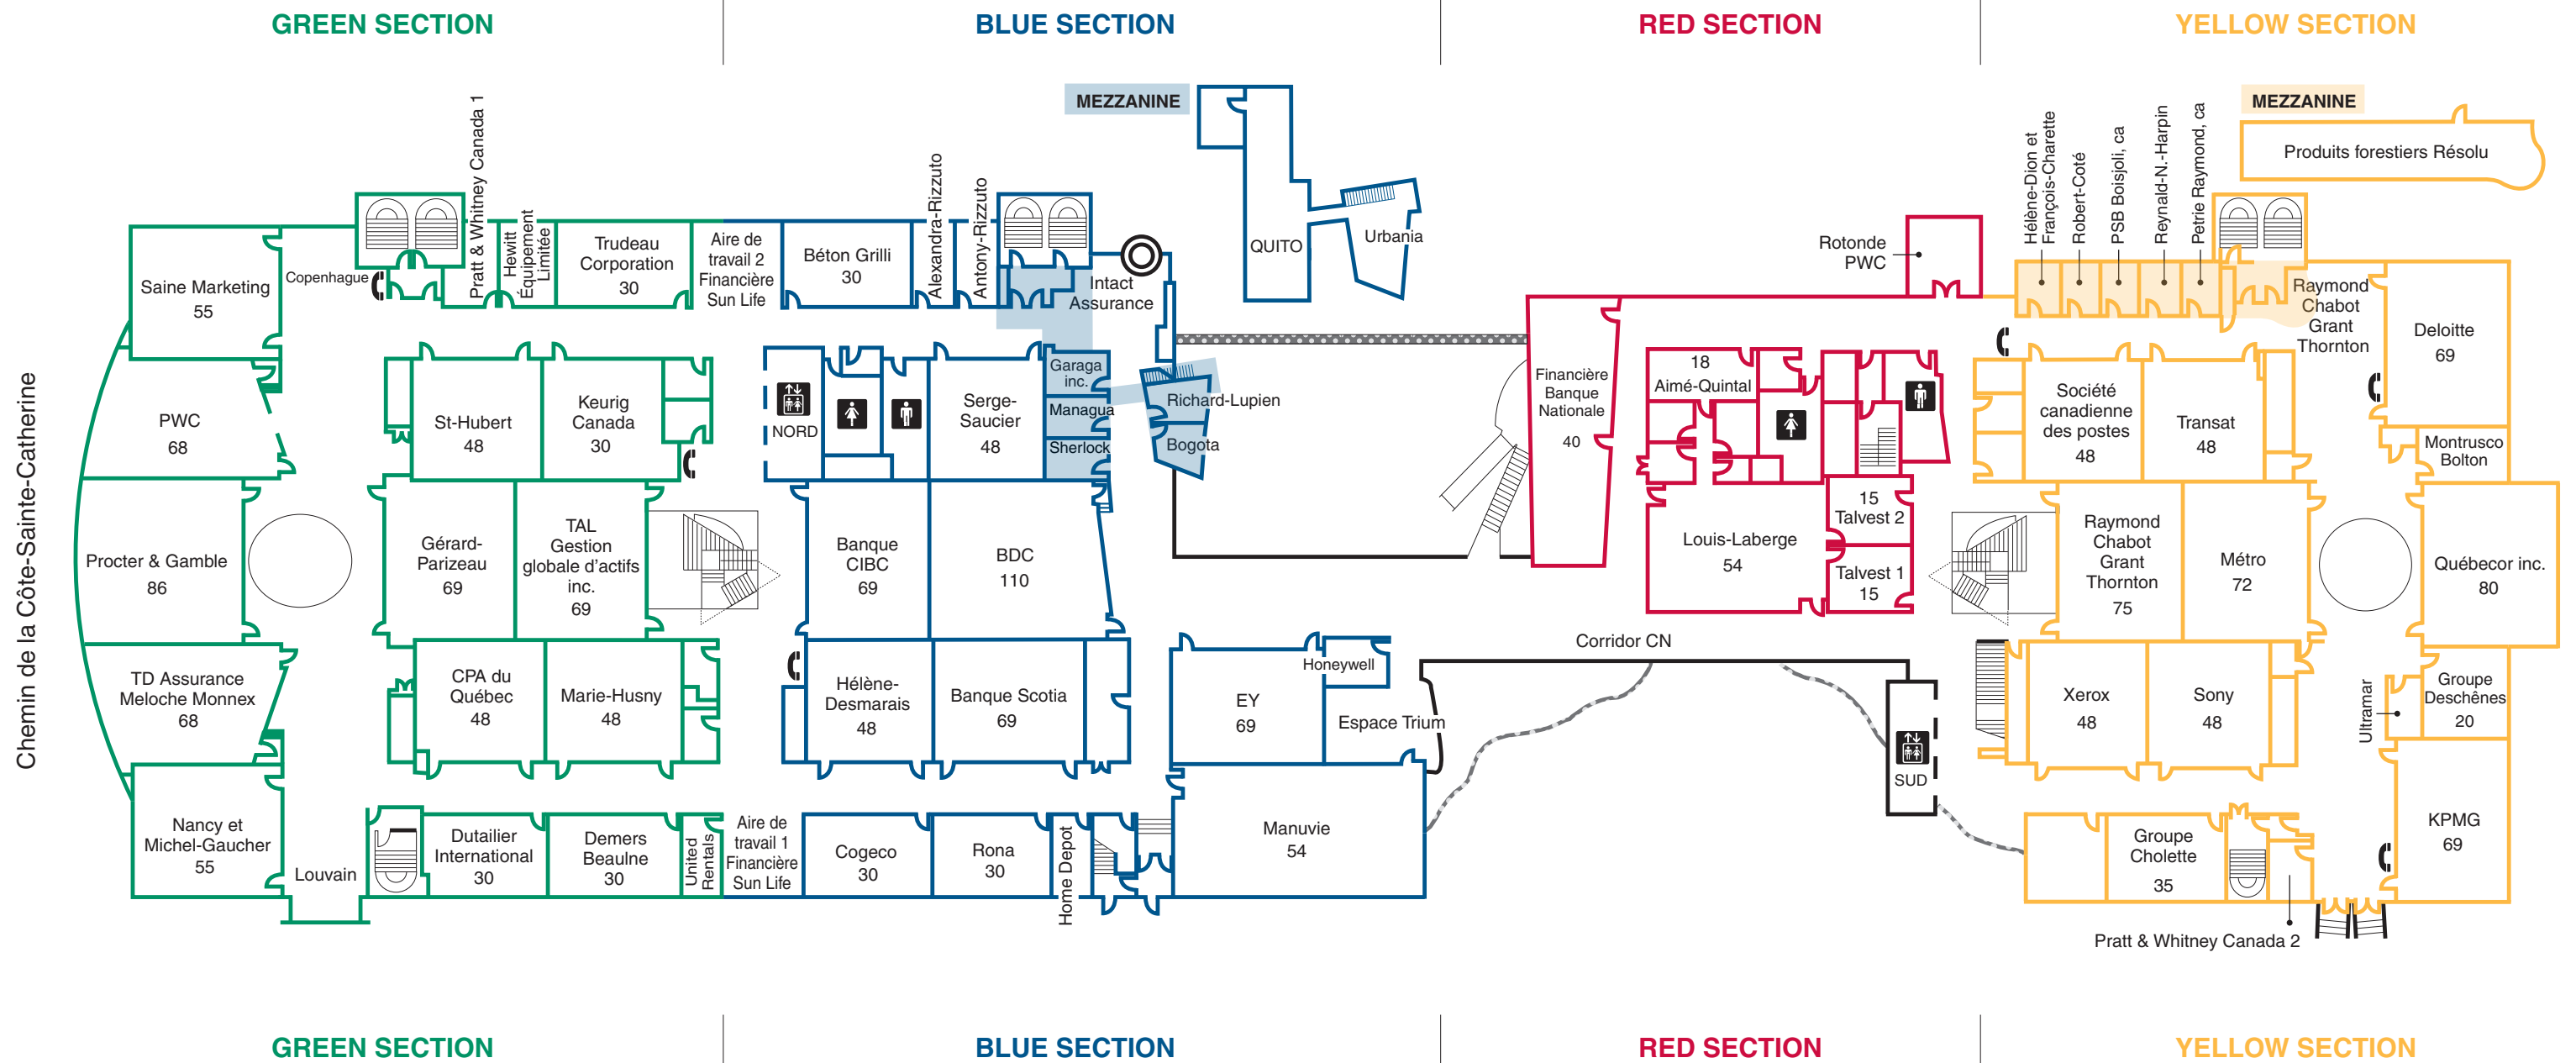 GREEN SECTION
BLUE SECTION
RED SECTION
YELLOW SECTION
MEZZANINE
MEZZANINE
Chemin de la Côte-Sainte-Catherine
Saine Marketing
55
Copenhague
Pratt & Whitney Canada 1
Hewitt
Équipement
Limitée
Trudeau
Corporation
30
Aire de
travail 2
Financière
Sun Life
PWC
68
St-Hubert
48
Keurig
Canada
30
Procter & Gamble
86
Gérard-
Parizeau
69
TAL
Gestion
globale d'actifs
inc.
69
TD Assurance
Meloche Monnex
68
CPA du
Québec
48
Marie-Husny
48
Nancy et
Michel-Gaucher
55
Louvain
Dutailier
International
30
Demers
Beaulne
30
United
Rentals
Aire de
travail 1
Financière
Sun Life
Béton Grilli
30
Alexandra-Rizzuto
Antony-Rizzuto
Intact
Assurance
QUITO
Urbania
NORD
Serge-
Saucier
48
Garaga
inc.
Managua
Sherlock
Richard-Lupien
Bogota
Banque
CIBC
69
BDC
110
Hélène-
Desmarais
48
Banque Scotia
69
EY
69
Honeywell
Espace Trium
Cogeco
30
Rona
30
Home Depot
Manuvie
54
Financière
Banque
Nationale
40
Rotonde
PWC
18
Aimé-Quintal
15
Talvest 2
Louis-Laberge
54
Talvest 1
15
Corridor CN
SUD
Hélène-Dion et
François-Charette
Robert-Coté
PSB Boisjoli, ca
Reynald-N.-Harpin
Petrie Raymond, ca
Produits forestiers Résolu
Raymond
Chabot
Grant
Thornton
Deloitte
69
Société
canadienne
des postes
48
Transat
48
Montrusco
Bolton
Raymond
Chabot
Grant
Thornton
75
Métro
72
Québecor inc.
80
Xerox
48
Sony
48
Ultramar
Groupe
Deschênes
20
Groupe
Cholette
35
KPMG
69
Pratt & Whitney Canada 2
GREEN SECTION
BLUE SECTION
RED SECTION
YELLOW SECTION